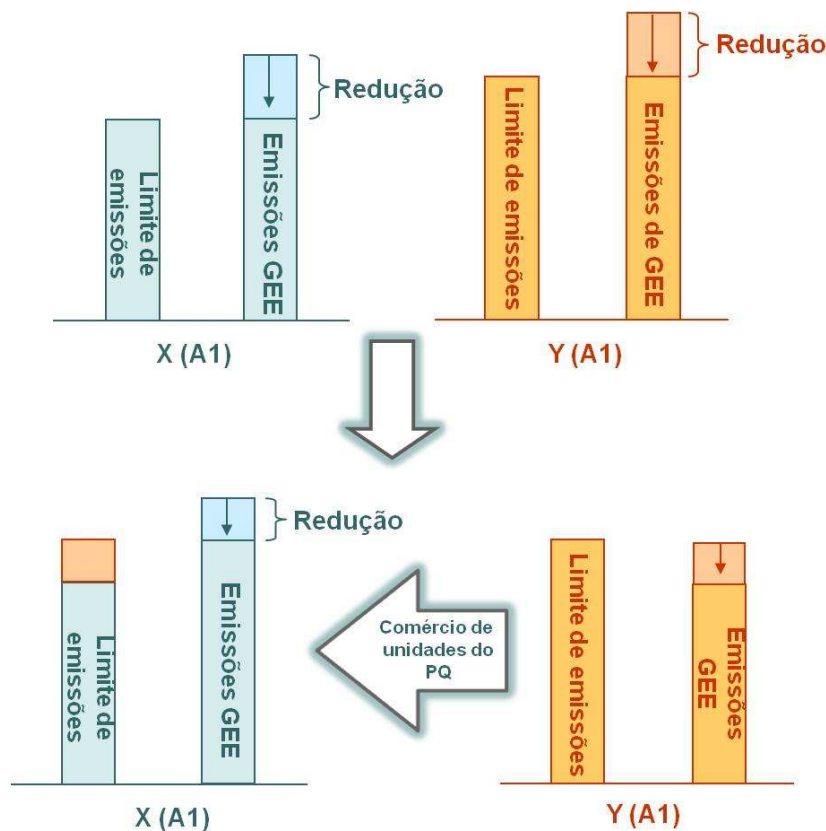 Redução
Redução
Limite de
emissões
Emissões GEE
Limite de emissões
Emissões de GEE
X (A1)
Y (A1)
Redução
Limite de
emissões
Emissões GEE
Comércio de
unidades do
PQ
Limite de emissões
Emissões
GEE
X (A1)
Y (A1)